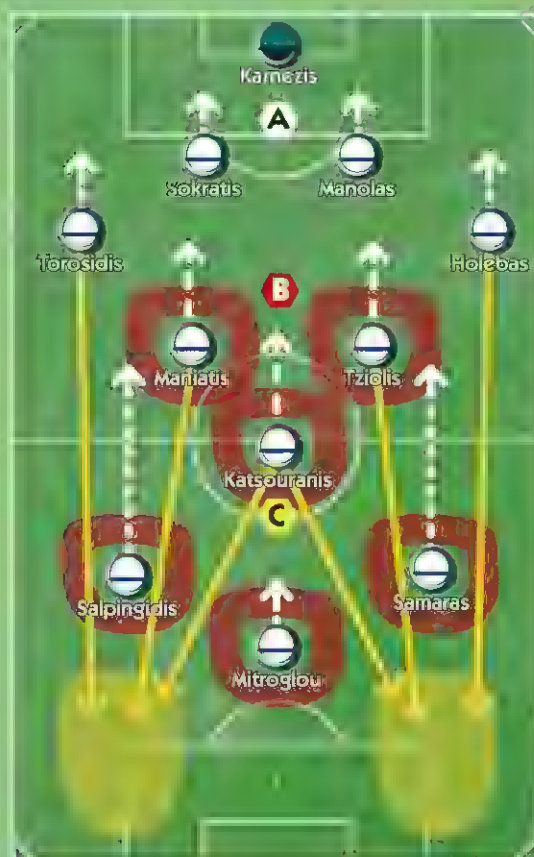 Karnezis
A
Sokratis
Manolas
Torosidis
Holebas
B
Maniatis
Tziolis
Katsouranis
C
Salpingidis
Samaras
Mitroglou